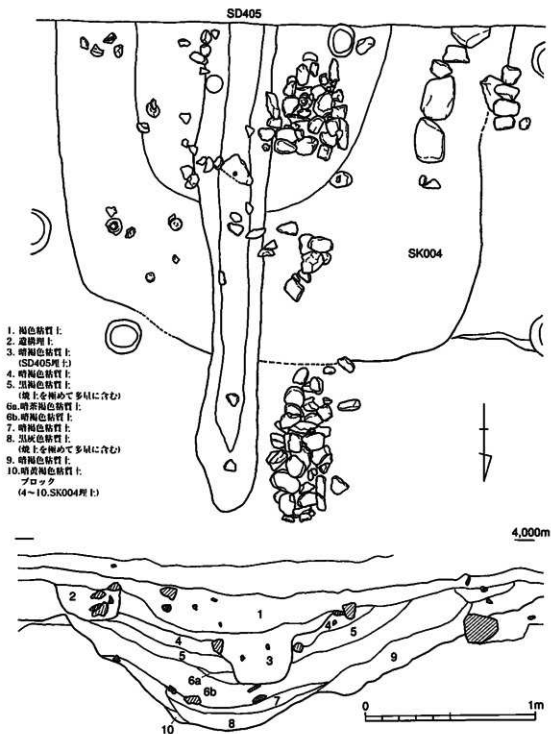 SD405
SK004
1. 褐色粘質土
2. 遺構埋土
3. 暗褐色粘質土
(SD405埋土)
4. 暗褐色粘質土
5. 黒褐色粘質土
(焼土を極めて多量に含む)
6a.暗茶褐色粘質土
6b.暗褐色粘質土
7. 暗褐色粘質土
8. 黒灰色粘質土
(焼土を極めて多量に含む)
9. 暗褐色粘質土
10.暗黄褐色粘質土
ブロック
(4~10.SK004埋土)
4,000m
2
1
4
4
5
5
3
9
6a
6b
7
8
10
0
1m